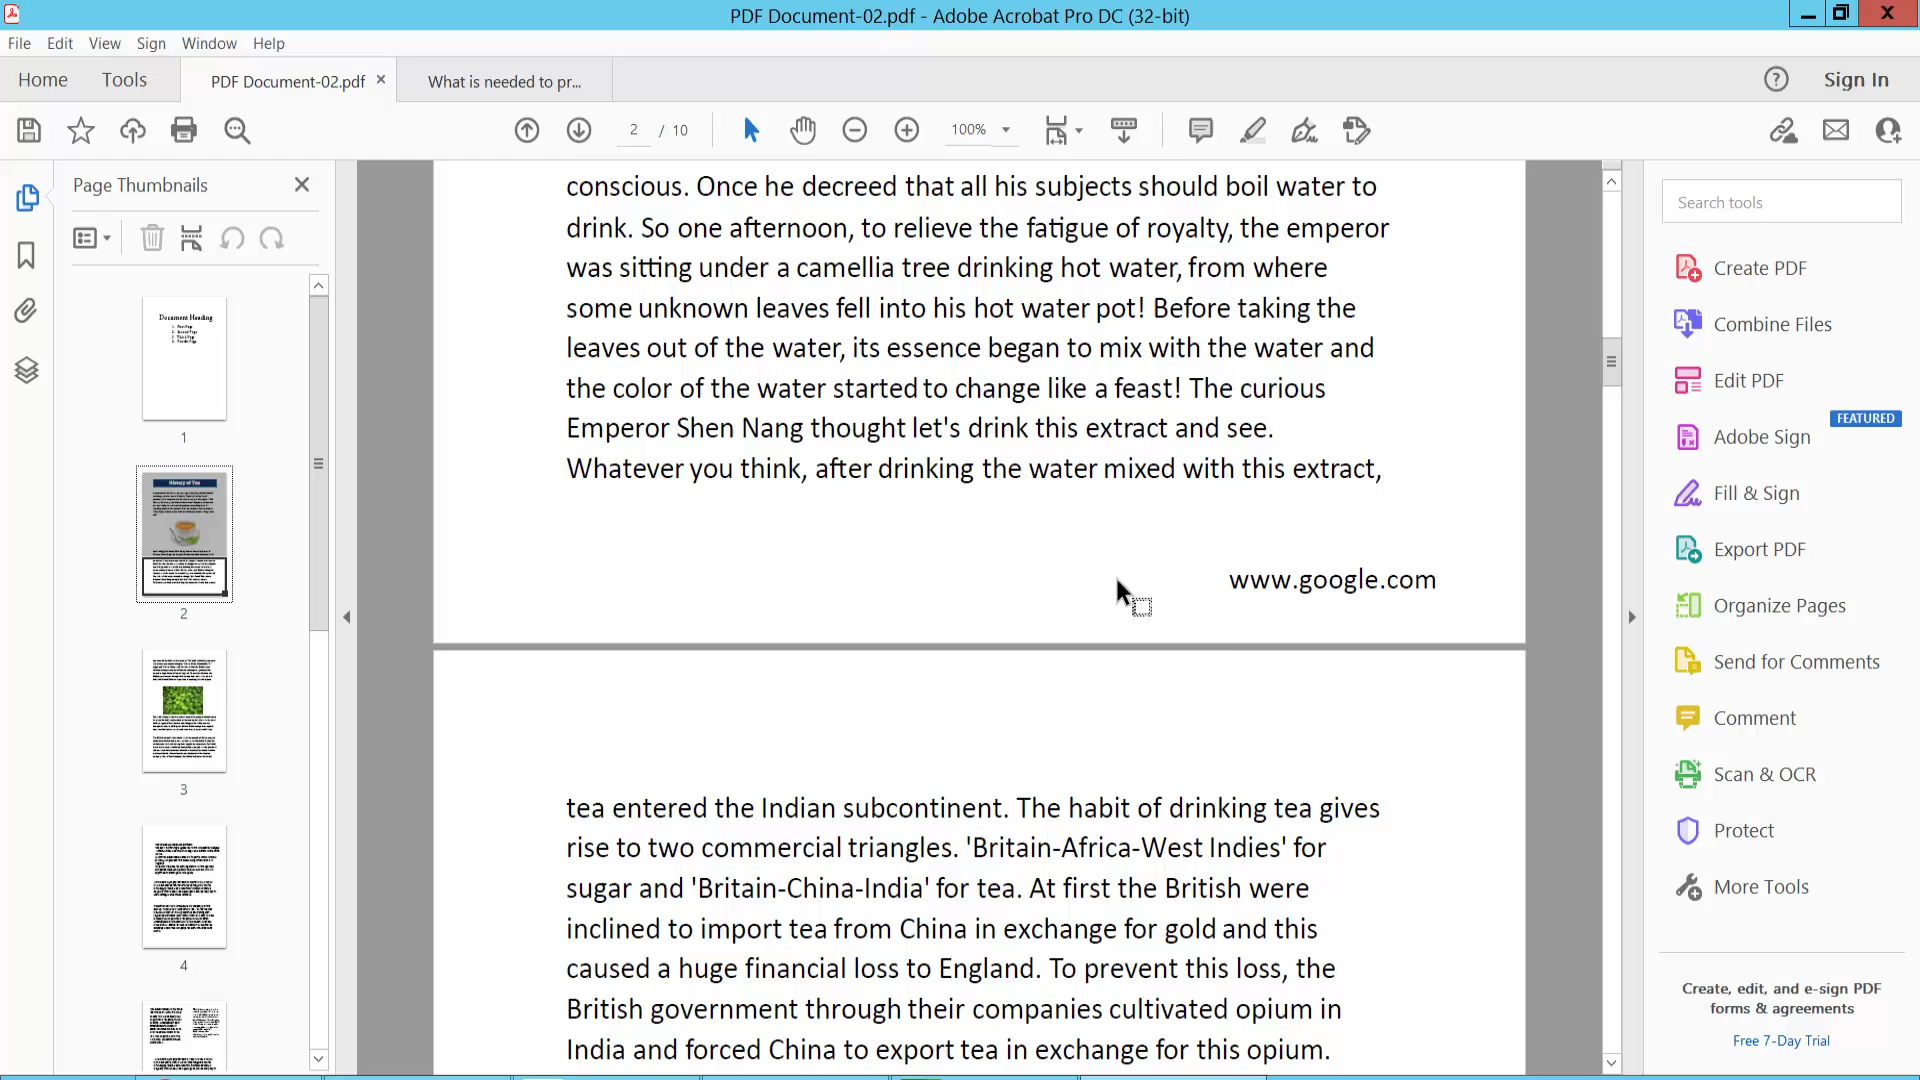 PDF Document-02.pdf - Adobe Acrobat Pro DC (32-bit)
File Edit View Sign Window Help
Home Tools PDF Document-02.pdf What is needed to pr... Sign In
2 / 10 100%
Page Thumbnails
Document Heading
1
History of Tea
2
3
4
conscious. Once he decreed that all his subjects should boil water to
drink. So one afternoon, to relieve the fatigue of royalty, the emperor
was sitting under a camellia tree drinking hot water, from where
some unknown leaves fell into his hot water pot! Before taking the
leaves out of the water, its essence began to mix with the water and
the color of the water started to change like a feast! The curious
Emperor Shen Nang thought let's drink this extract and see.
Whatever you think, after drinking the water mixed with this extract,
www.google.com
tea entered the Indian subcontinent. The habit of drinking tea gives
rise to two commercial triangles. 'Britain-Africa-West Indies' for
sugar and 'Britain-China-India' for tea. At first the British were
inclined to import tea from China in exchange for gold and this
caused a huge financial loss to England. To prevent this loss, the
British government through their companies cultivated opium in
India and forced China to export tea in exchange for this opium.
Search tools
Create PDF
Combine Files
Edit PDF
FEATURED
Adobe Sign
Fill & Sign
Export PDF
Organize Pages
Send for Comments
Comment
Scan & OCR
Protect
More Tools
Create, edit, and e-sign PDF
forms & agreements
Free 7-Day Trial